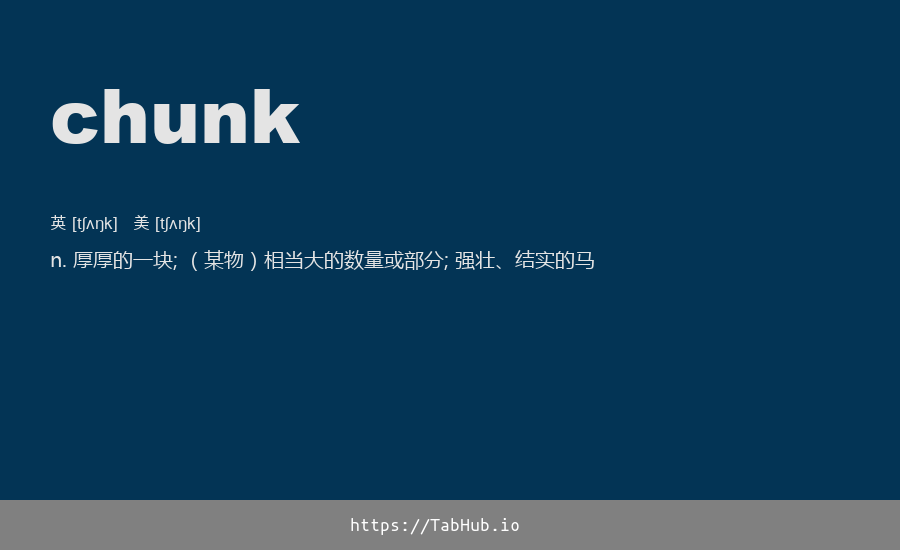 chunk
英 [tʃʌŋk] 美 [tʃʌŋk]
n. 厚厚的一块; （某物）相当大的数量或部分; 强壮、结实的马
https://TabHub.io